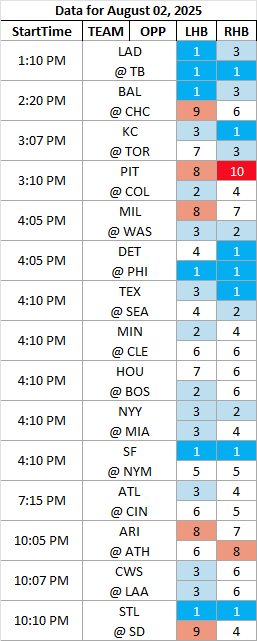 Data for August 02, 2025
StartTime TEAM OPP LHB RHB
1:10 PM
LAD 1 3
@ TB 1 1
2:20 PM
BAL 1 3
@ CHC 9 6
3:07 PM
KC 3 1
@ TOR 7 3
3:10 PM
PIT 8 10
@ COL 2 4
4:05 PM
MIL 8 7
@ WAS 3 2
4:05 PM
DET 4 1
@ PHI 1 1
4:10 PM
TEX 3 1
@ SEA 4 2
4:10 PM
MIN 2 4
@ CLE 6 6
4:10 PM
HOU 7 6
@ BOS 2 6
4:10 PM
NYY 3 2
@ MIA 3 4
4:10 PM
SF 1 1
@ NYM 5 5
7:15 PM
ATL 3 4
@ CIN 6 5
10:05 PM
ARI 8 7
@ ATH 6 8
10:07 PM
CWS 3 6
@ LAA 3 6
10:10 PM
STL 1 1
@ SD 9 4